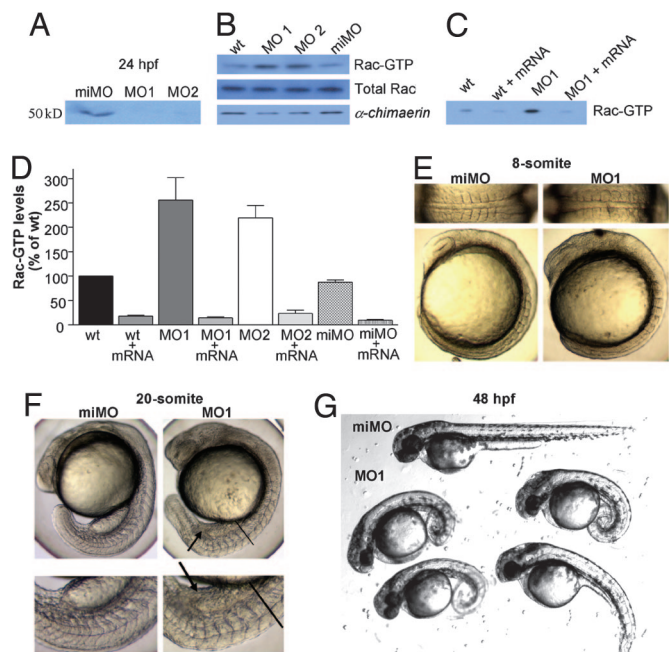 A
24 hpf
miMO MO1 MO2
50 kD
B
wt MO 1 MO 2 miMO
Rac-GTP
Total Rac
α-chimaerin
C
wt wt + mRNA MO1 MO1 + mRNA
Rac-GTP
D
Rac-GTP levels
(% of wt)
300
250
200
150
100
50
0
wt wt MO1 MO1 MO2 MO2 miMO miMO
+ mRNA + mRNA + mRNA + mRNA
E
8-somite
miMO MO1
F
20-somite
miMO MO1
G
48 hpf
miMO
MO1